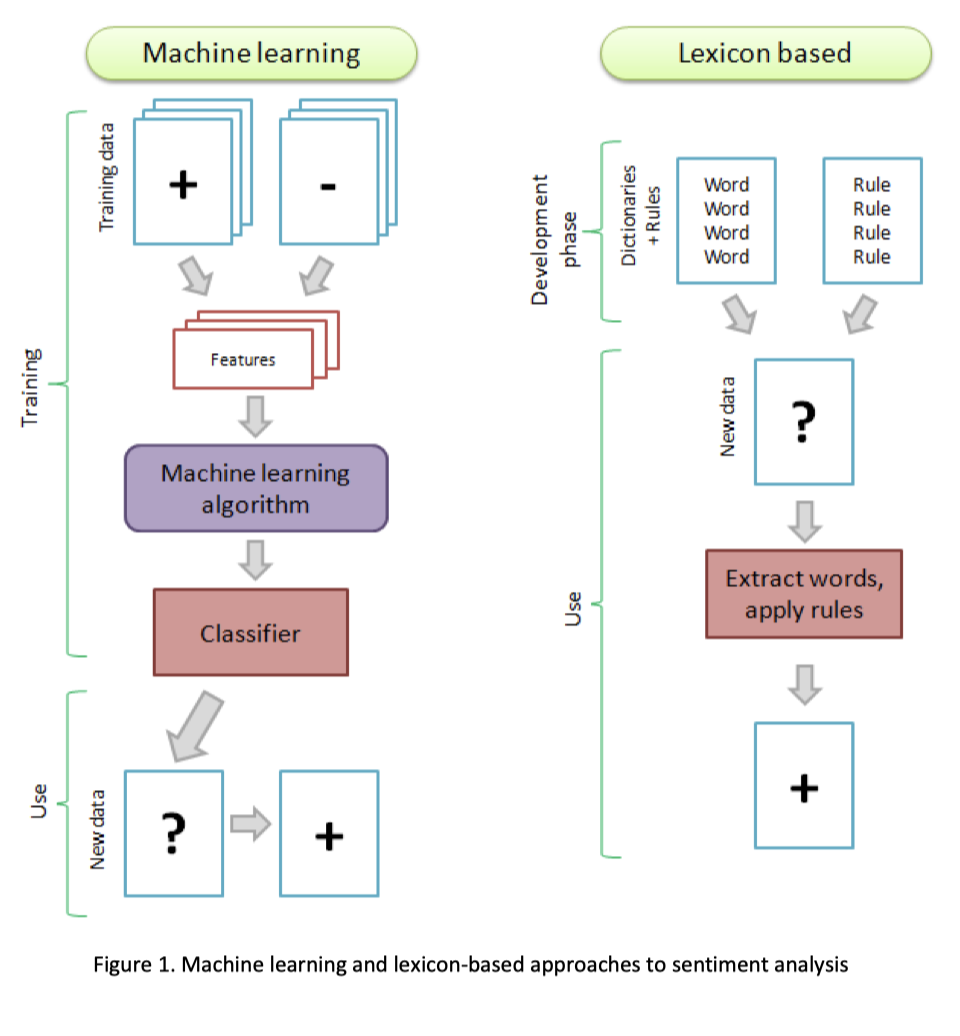 Machine learning
Training
Training data
+
-
Features
Machine learning
algorithm
Classifier
Use
New data
?
+
Lexicon based
Development
phase
Dictionaries
+ Rules
Word
Word
Word
Word
Rule
Rule
Rule
Rule
Use
New data
?
Extract words,
apply rules
+
Figure 1. Machine learning and lexicon-based approaches to sentiment analysis